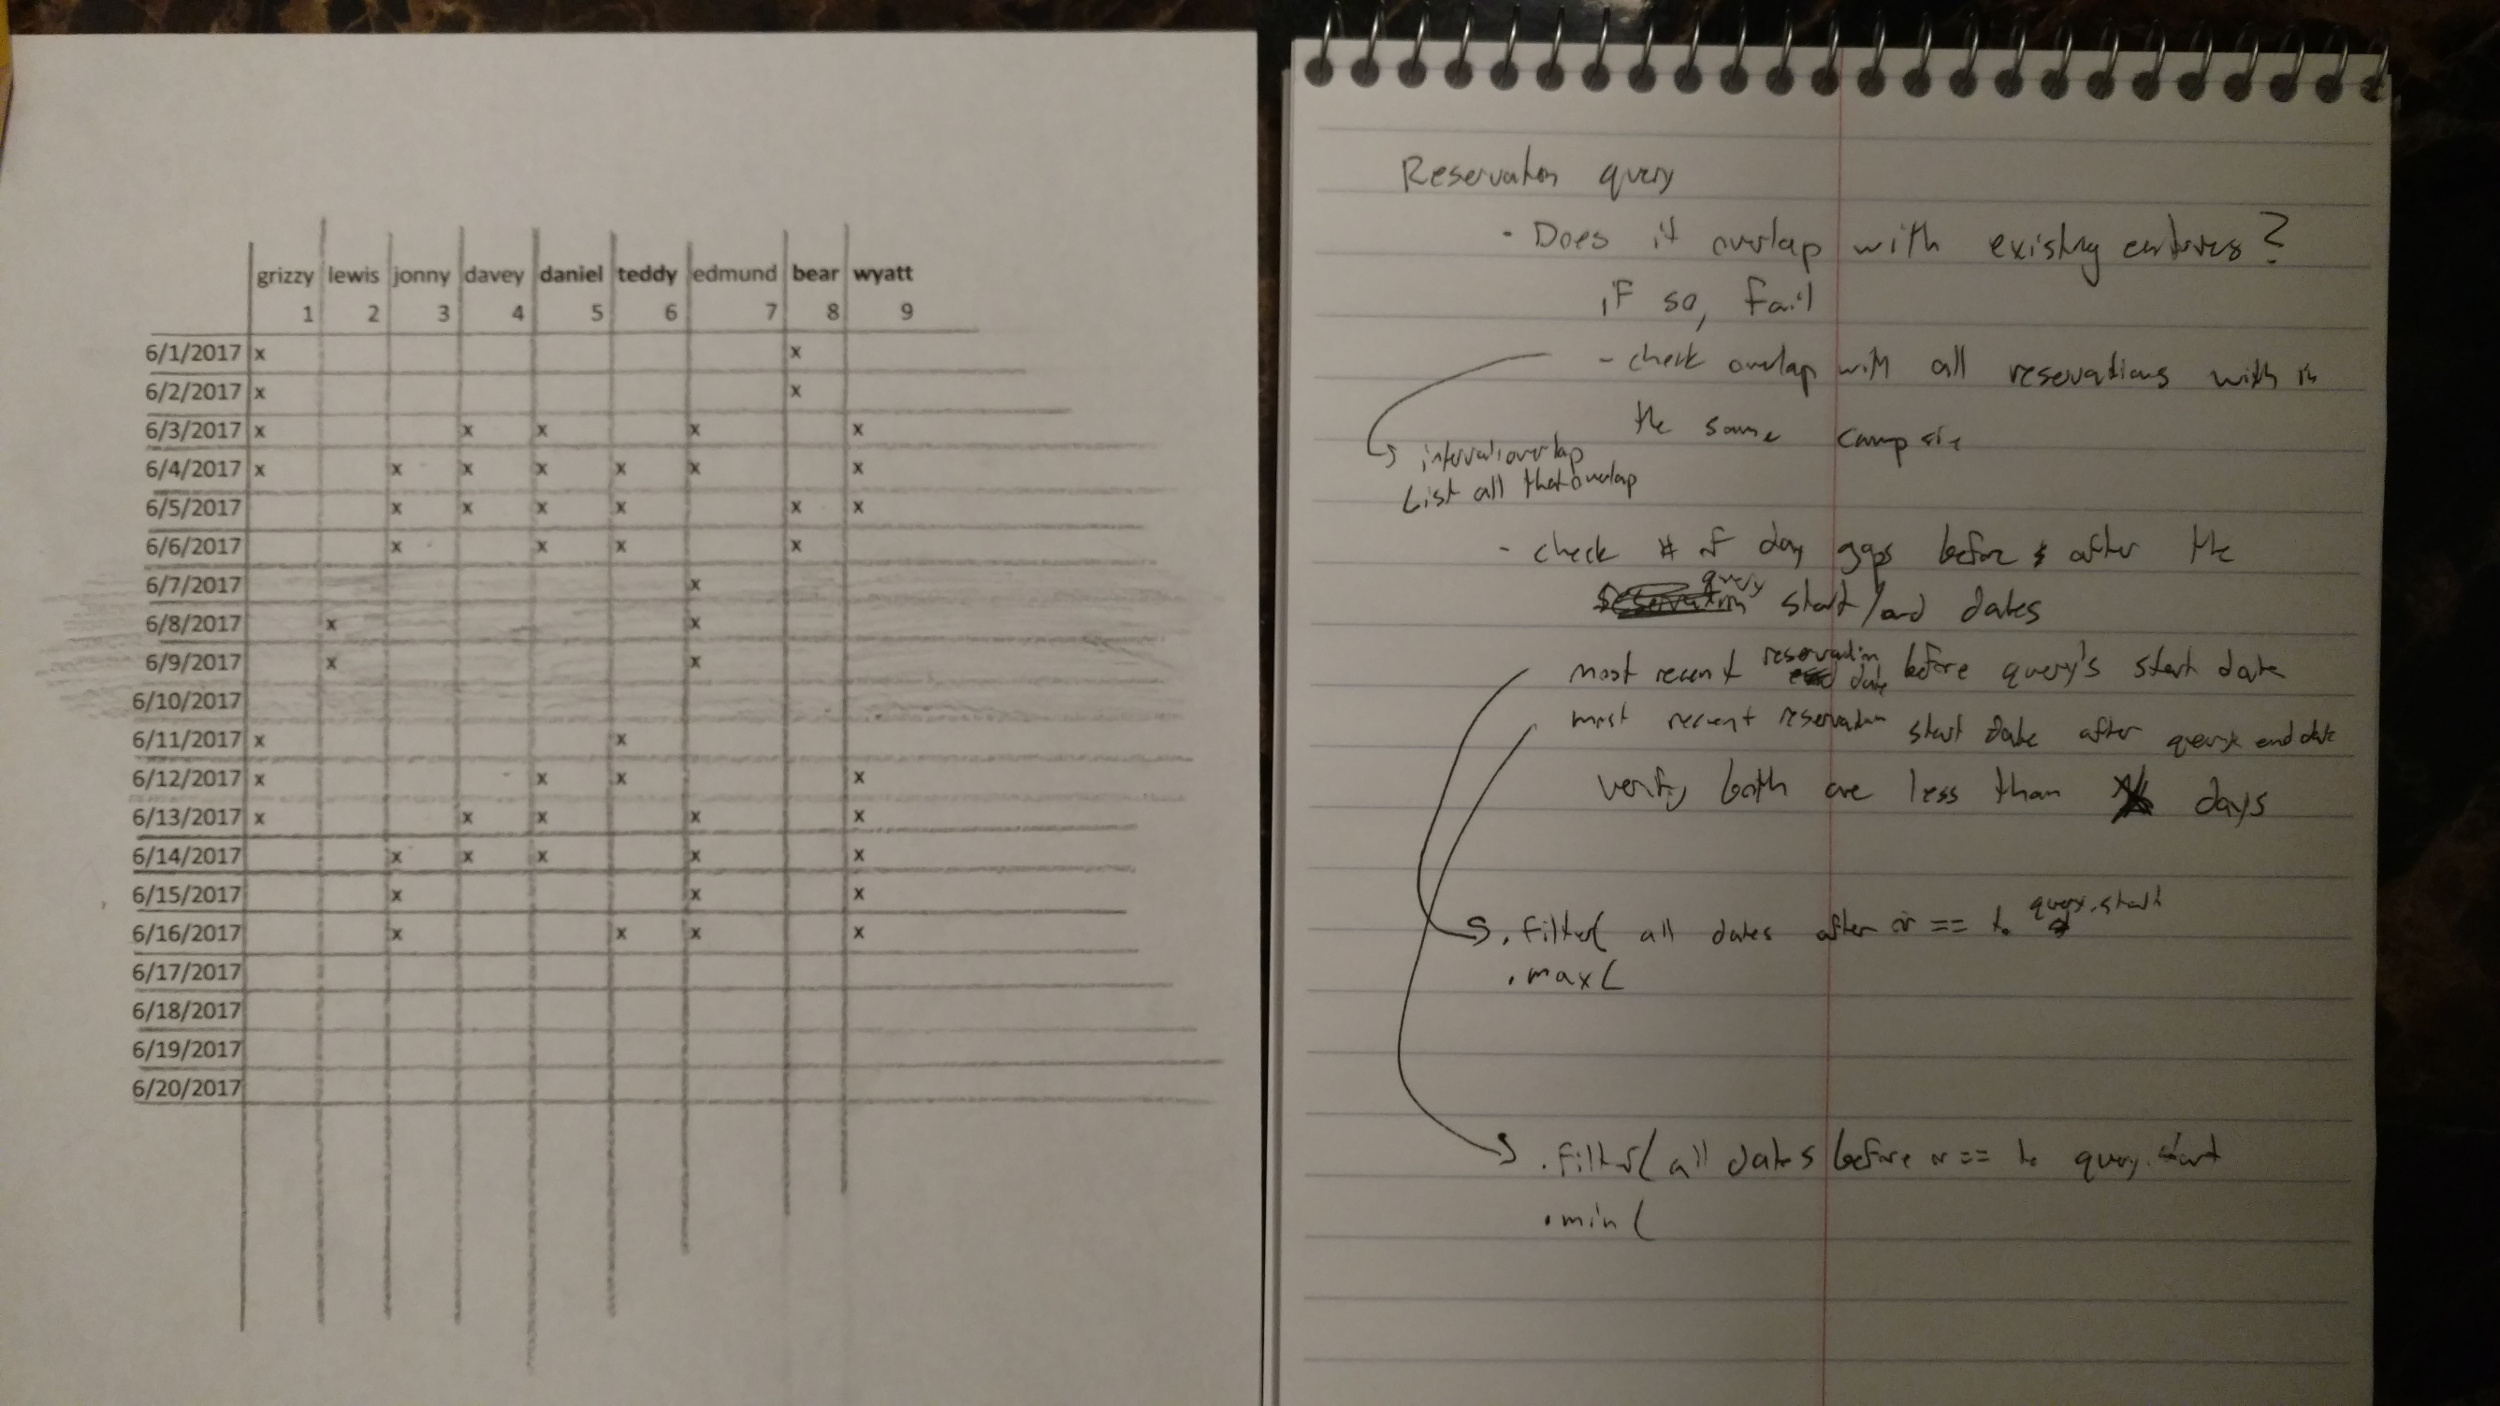 grizzy lewis jonny davey daniel teddy edmund bear wyatt
1 2 3 4 5 6 7 8 9
6/1/2017 x x
6/2/2017 x x
6/3/2017 x x x x x
6/4/2017 x x x x x x x
6/5/2017 x x x x x x
6/6/2017 x x x x
6/7/2017 x
6/8/2017 x x
6/9/2017 x x
6/10/2017
6/11/2017 x x
6/12/2017 x x x x
6/13/2017 x x x x x
6/14/2017 x x x x x
6/15/2017 x x x
6/16/2017 x x x x
6/17/2017
6/18/2017
6/19/2017
6/20/2017
Reservation query
- Does it overlap with existing entries?
if so, fail
- check overlap with all reservations with in
the same campsite
interval overlap
List all that overlap
- check # of day gaps before & after the
query start/end dates
most recent reservation date before query's start date
most recent reservation start date after query end date
verify both are less than days
.filter( all dates after or == to query.start
.max(
.filter( all dates before or == to query.start
.min(